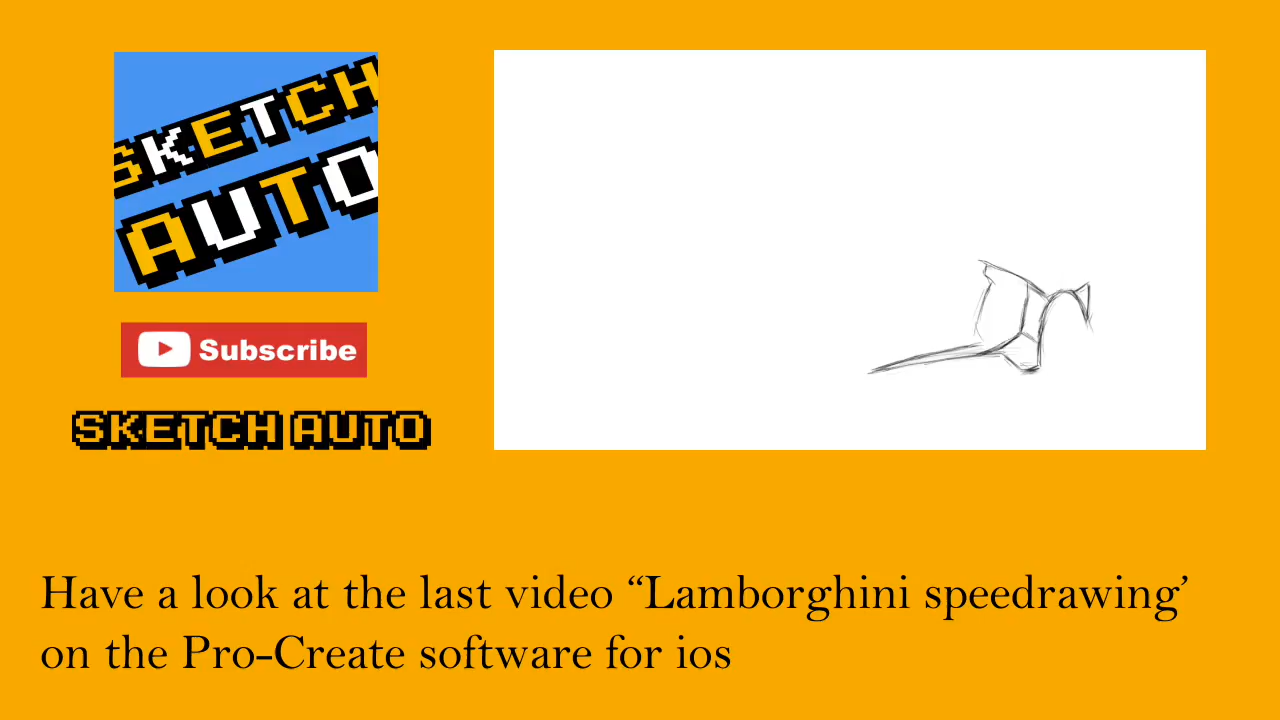 SKETCH
AUTO
Subscribe
SKETCH AUTO
Have a look at the last video “Lamborghini speedrawing’
on the Pro-Create software for ios